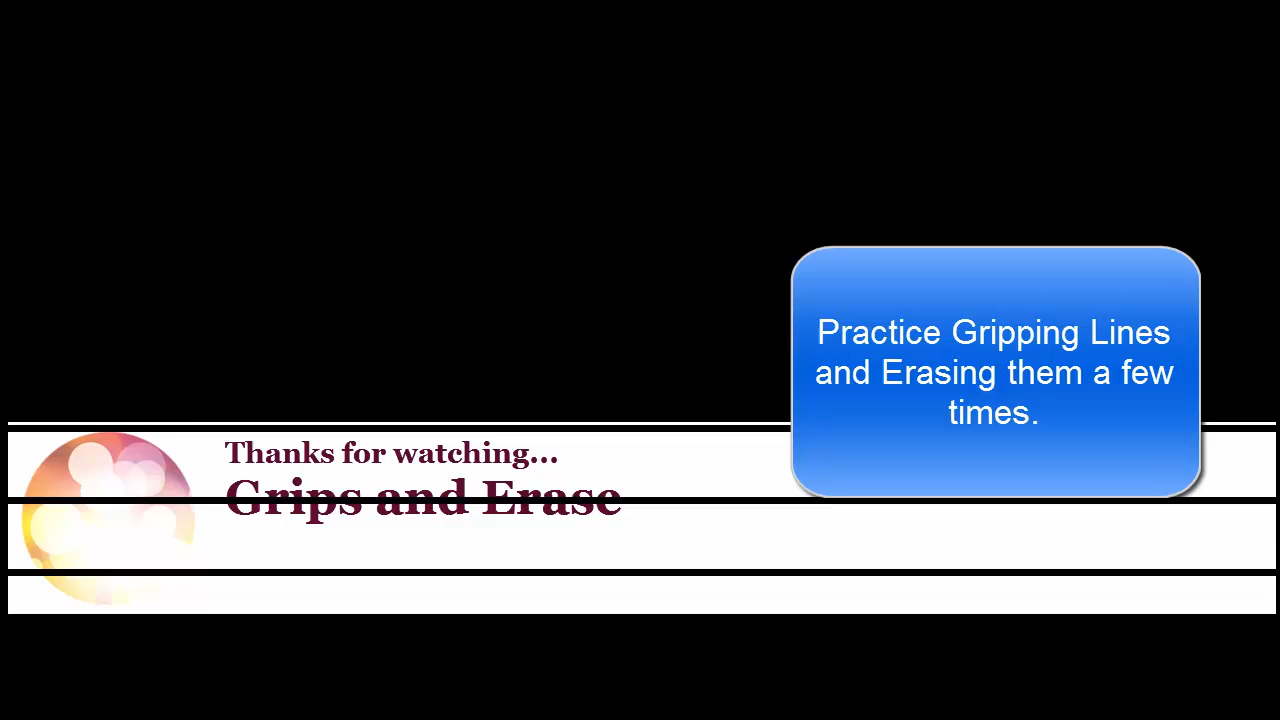 Practice Gripping Lines
and Erasing them a few
times.
Thanks for watching...
Grips and Erase